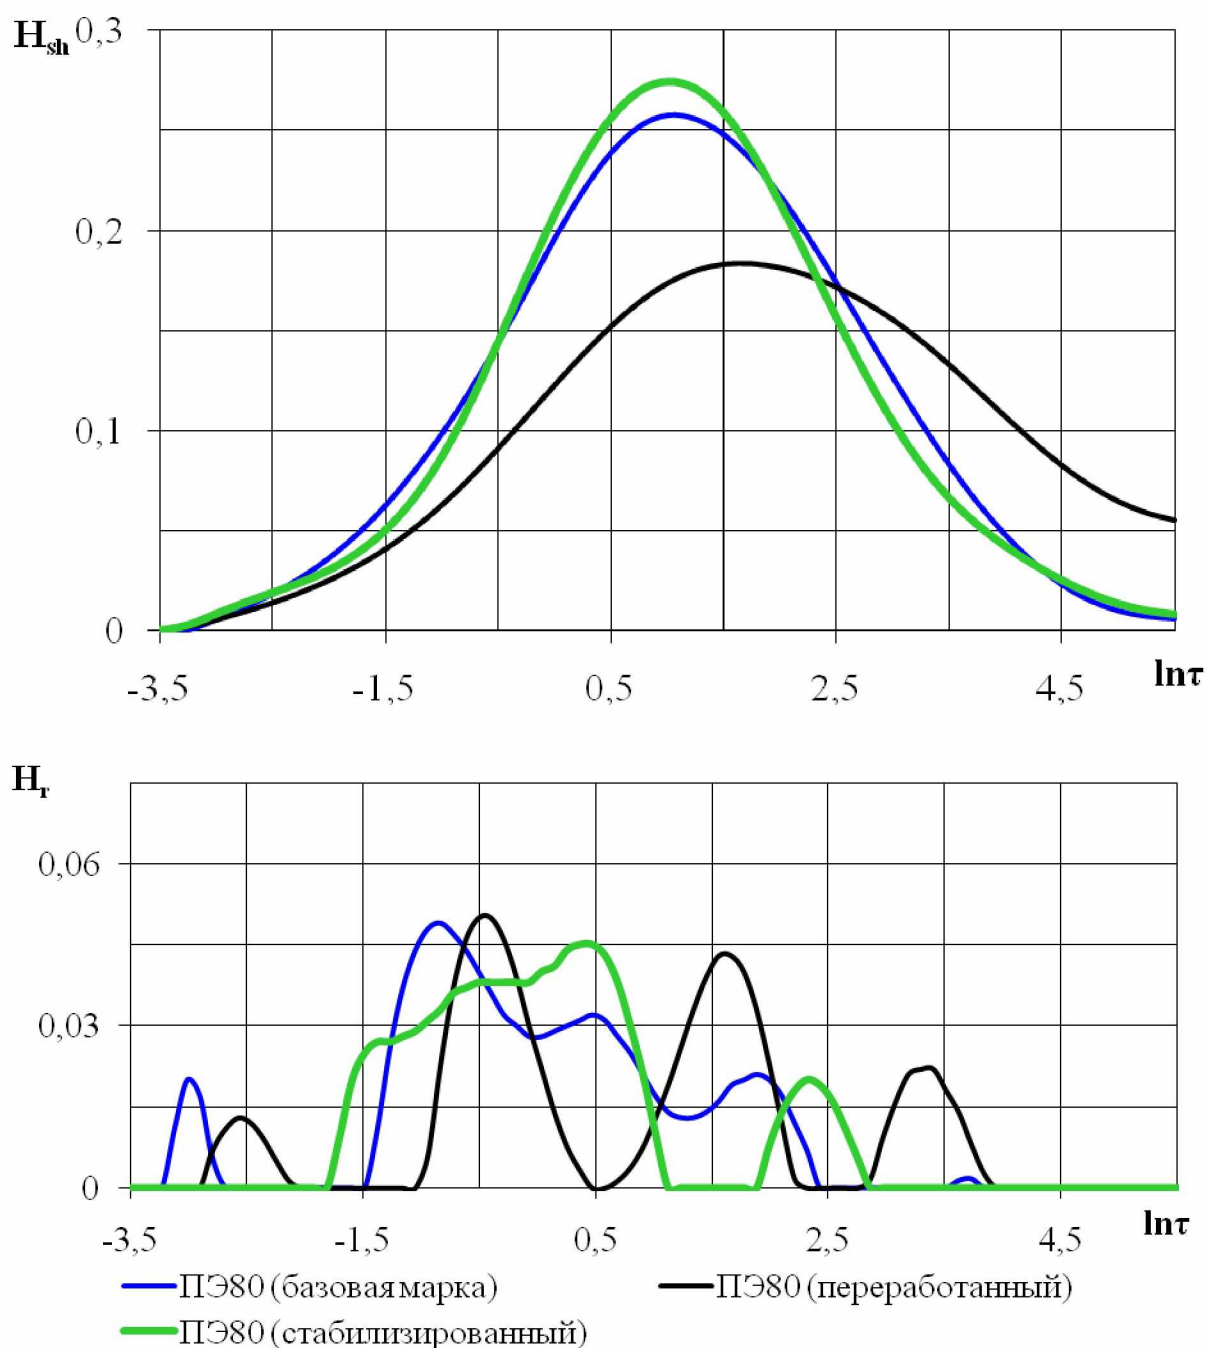 H_sh 0,3
0,2
0,1
0
-3,5 -1,5 0,5 2,5 4,5 lnτ
H_r
0,06
0,03
0
-3,5 -1,5 0,5 2,5 4,5 lnτ
ПЭ80 (базовая марка) ПЭ80 (переработанный)
ПЭ80 (стабилизированный)